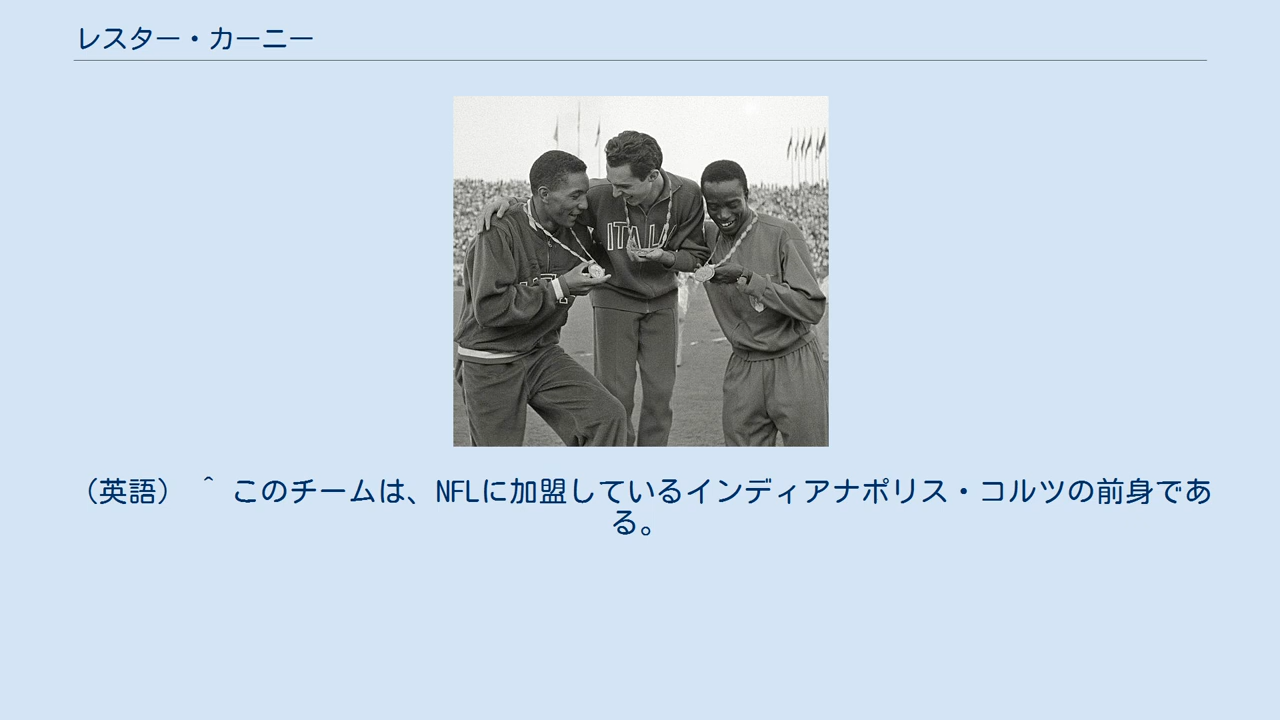 レスター・カーニー
ITALIA
（英語） ＾ このチームは、NFLに加盟しているインディアナポリス・コルツの前身であ
る。